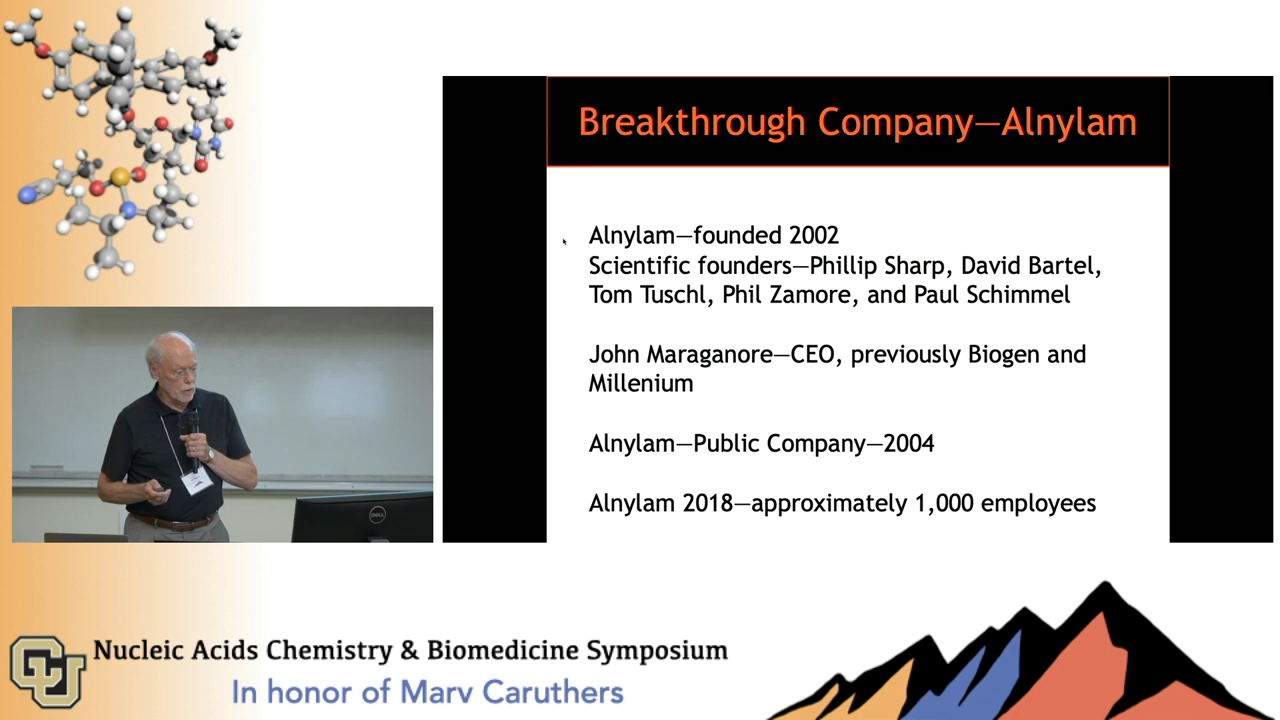 Breakthrough Company—Alnylam
Alnylam—founded 2002
Scientific founders—Phillip Sharp, David Bartel,
Tom Tuschl, Phil Zamore, and Paul Schimmel
John Maraganore—CEO, previously Biogen and
Millenium
Alnylam—Public Company—2004
Alnylam 2018—approximately 1,000 employees
DELL
CU
Nucleic Acids Chemistry & Biomedicine Symposium
In honor of Marv Caruthers